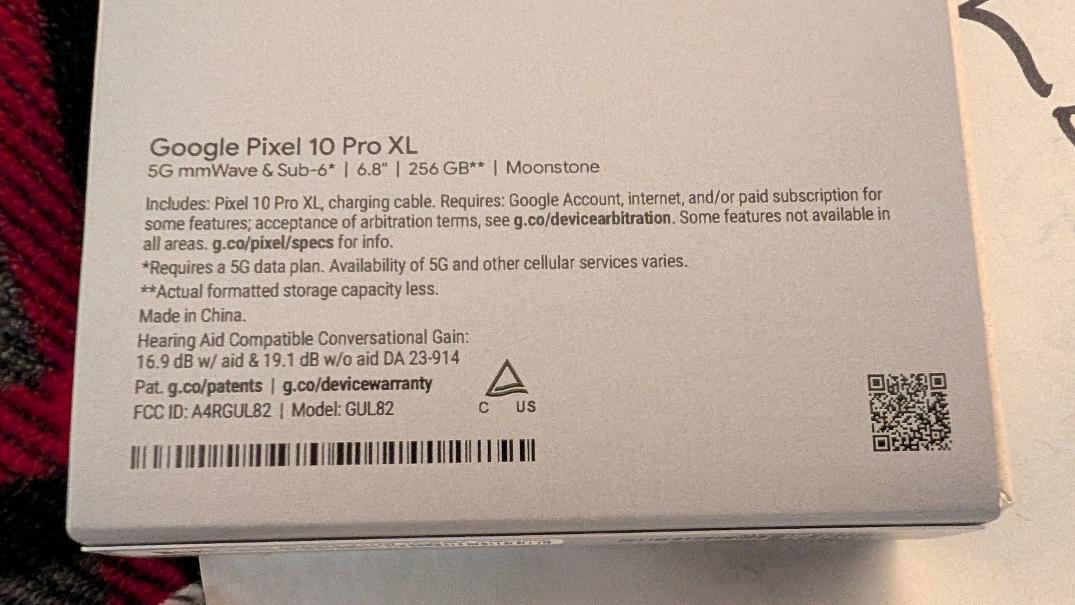 Google Pixel 10 Pro XL
5G mmWave & Sub-6* | 6.8" | 256 GB** | Moonstone
Includes: Pixel 10 Pro XL, charging cable. Requires: Google Account, internet, and/or paid subscription for
some features; acceptance of arbitration terms, see g.co/devicearbitration. Some features not available in
all areas. g.co/pixel/specs for info.
*Requires a 5G data plan. Availability of 5G and other cellular services varies.
**Actual formatted storage capacity less.
Made in China.
Hearing Aid Compatible Conversational Gain:
16.9 dB w/ aid & 19.1 dB w/o aid DA 23-914
Pat. g.co/patents | g.co/devicewarranty
FCC ID: A4RGUL82 | Model: GUL82
C US